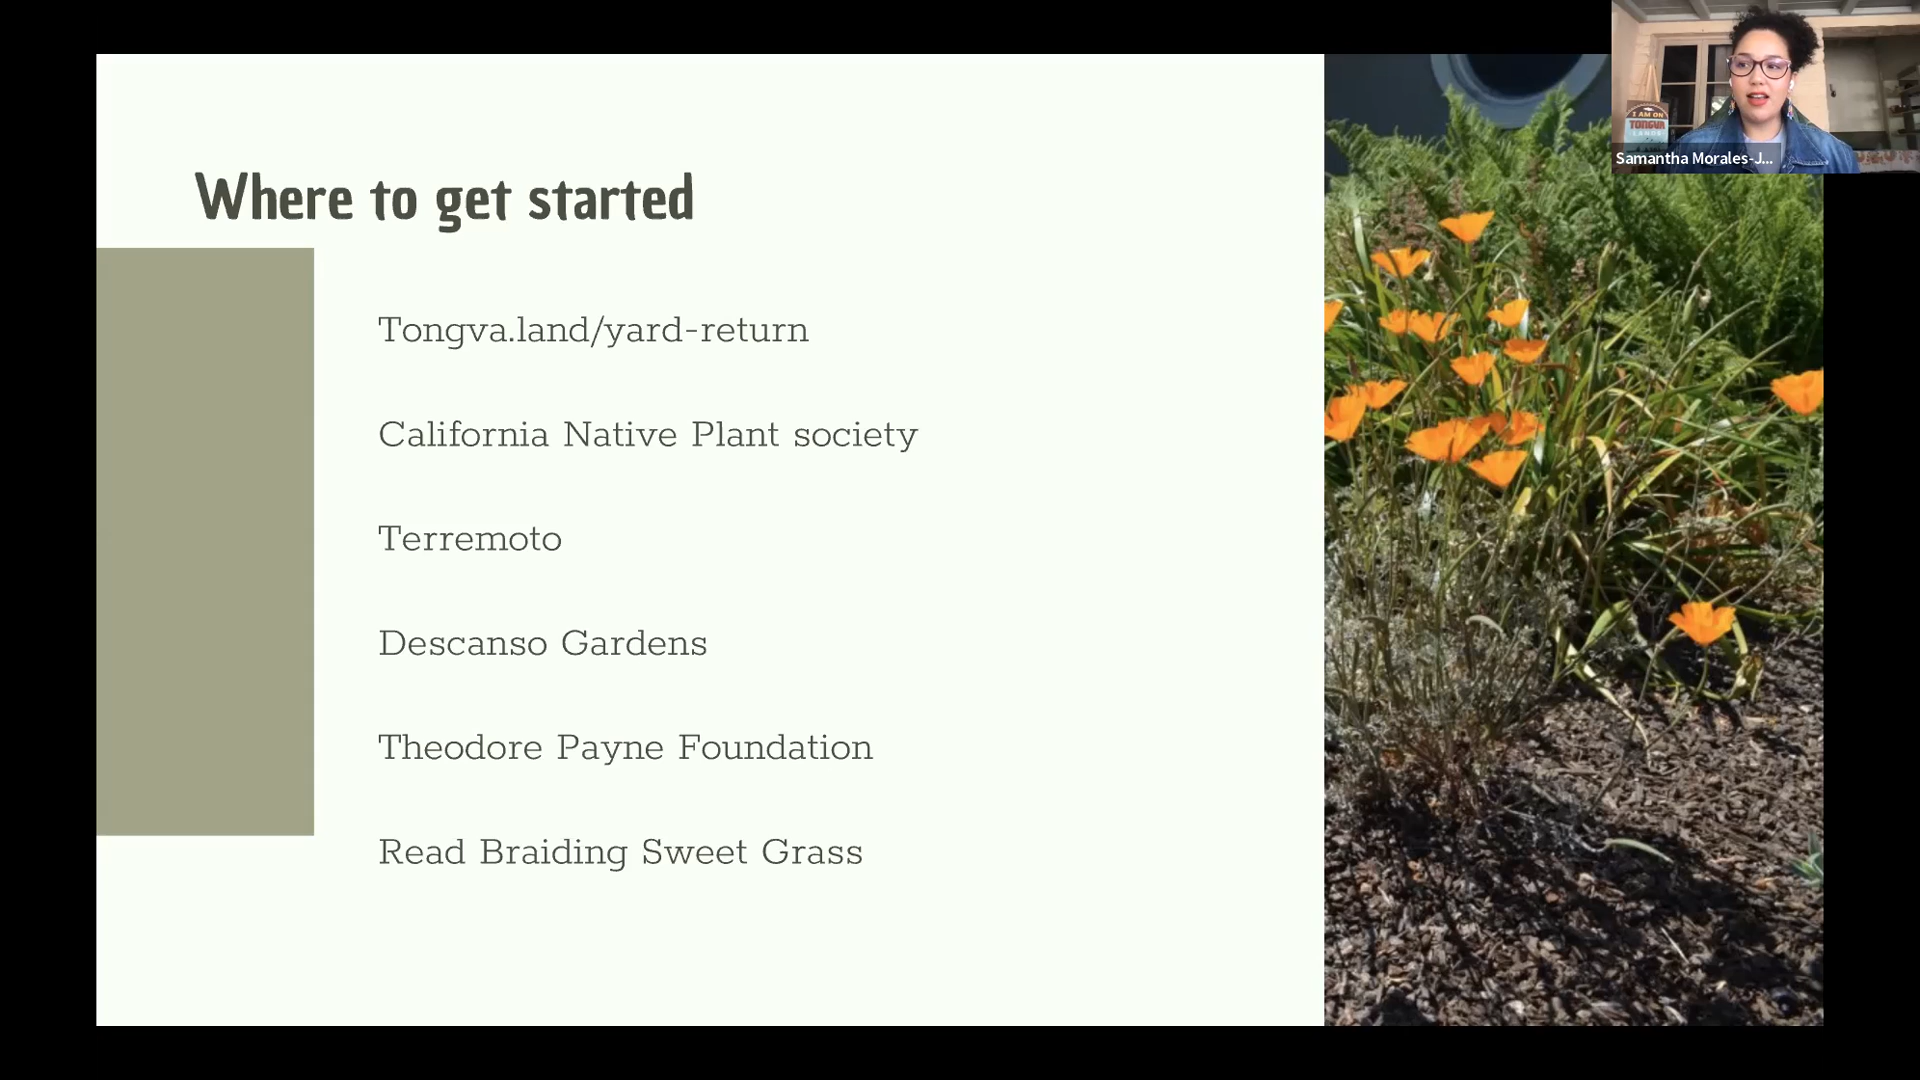 Where to get started
Tongva.land/yard-return
California Native Plant society
Terremoto
Descanso Gardens
Theodore Payne Foundation
Read Braiding Sweet Grass
I AM ON
TONGVA
LANDS
Samantha Morales-J...